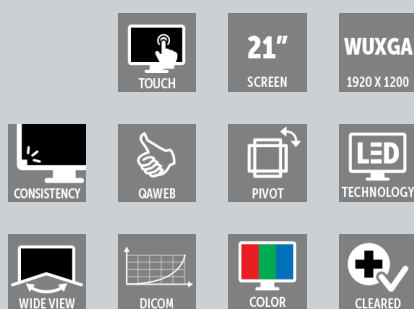 21"
WUXGA
TOUCH
SCREEN
1920 X 1200
LED
CONSISTENCY
QAWEB
PIVOT
TECHNOLOGY
WIDE VIEW
DICOM
COLOR
CLEARED